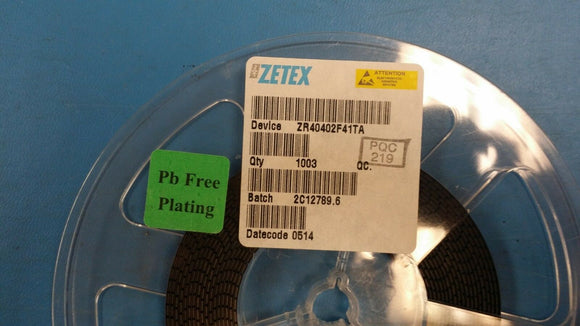 ZETEX
ATTENTION
Device ZR40402F41TA
Qty 1003 QC.
PQC
219
Batch 2C12789.6
Datecode 0514
Pb Free
Plating